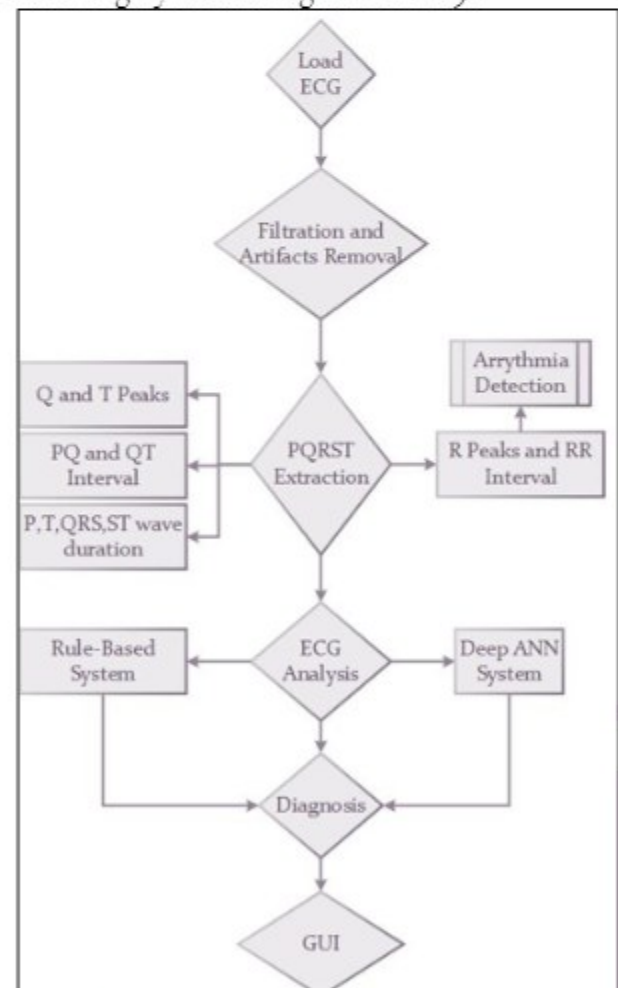 Load
ECG
Filtration and
Artifacts Removal
Arrythmia
Detection
Q and T Peaks
PQ and QT
Interval
P,T,QRS,ST wave
duration
PQRST
Extraction
R Peaks and RR
Interval
Rule-Based
System
ECG
Analysis
Deep ANN
System
Diagnosis
GUI